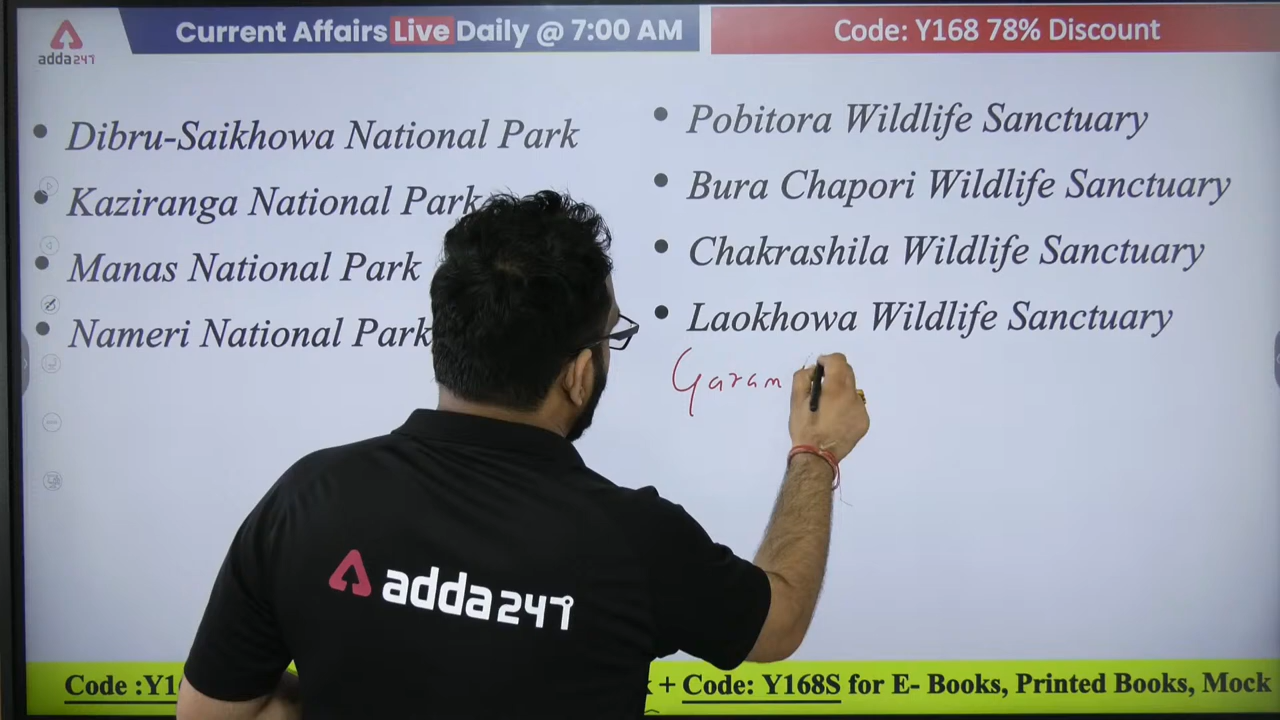 Current Affairs Live Daily @ 7:00 AM
Code: Y168 78% Discount
adda247
• Dibru-Saikhowa National Park
• Kaziranga National Park
• Manas National Park
• Nameri National Park
• Pobitora Wildlife Sanctuary
• Bura Chapori Wildlife Sanctuary
• Chakrashila Wildlife Sanctuary
• Laokhowa Wildlife Sanctuary
Garam
adda247
Code :Y1
+ Code: Y168S for E- Books, Printed Books, Mock